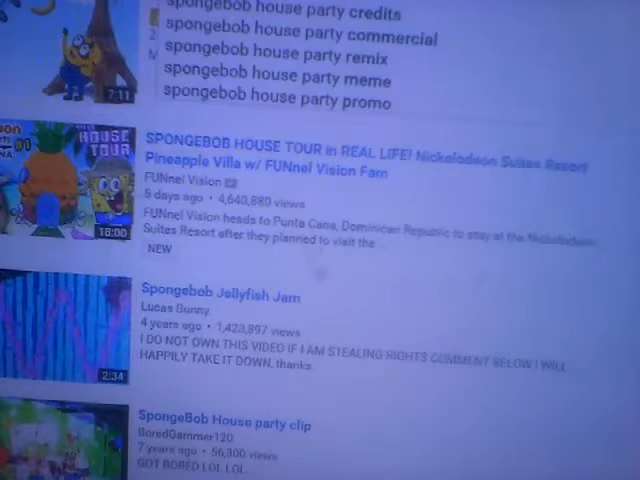 spongebob house party credits
spongebob house party commercial
spongebob house party remix
spongebob house party meme
spongebob house party promo
7:11
HOUSE
TOUR
18:00
SPONGEBOB HOUSE TOUR in REAL LIFE! Nickelodeon Suites Resort
Pineapple Villa w/ FUNnel Vision Fam
FUNnel Vision
5 days ago • 4,640,880 views
FUNnel Vision heads to Punta Cana, Dominican Republic to stay at the Nickelodeon
Suites Resort after they planned to visit the ...
NEW
2:34
Spongebob Jellyfish Jam
Lucas Bunny
4 years ago • 1,423,897 views
I DO NOT OWN THIS VIDEO IF I AM STEALING RIGHTS COMMENT BELOW I WILL
HAPPILY TAKE IT DOWN. thanks
SpongeBob House party clip
BoredGammer120
7 years ago • 56,300 views
GOT BORED LOL LOL